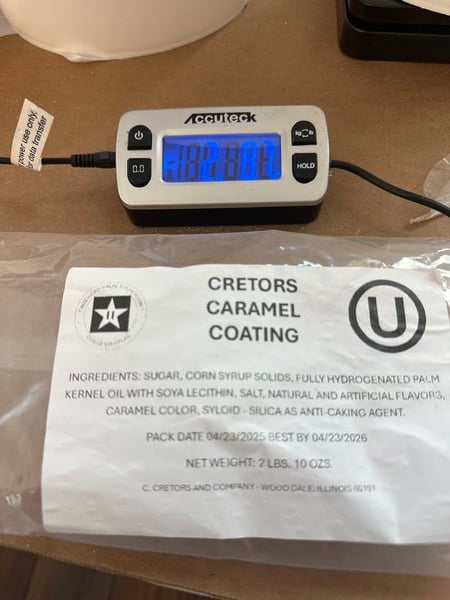 power use only,
data transfer
Accuteck
0.0
HOLD
CRETORS
CARAMEL
COATING
U
INGREDIENTS: SUGAR, CORN SYRUP SOLIDS, FULLY HYDROGENATED PALM
KERNEL OIL WITH SOYA LECITHIN, SALT, NATURAL AND ARTIFICIAL FLAVORS,
CARAMEL COLOR, SYLOID - SILICA AS ANTI-CAKING AGENT.
PACK DATE 04/23/2025 BEST BY 04/23/2026
NET WEIGHT: 2 LBS. 10 OZS.
C. CRETORS AND COMPANY - WOOD DALE, ILLINOIS 60191